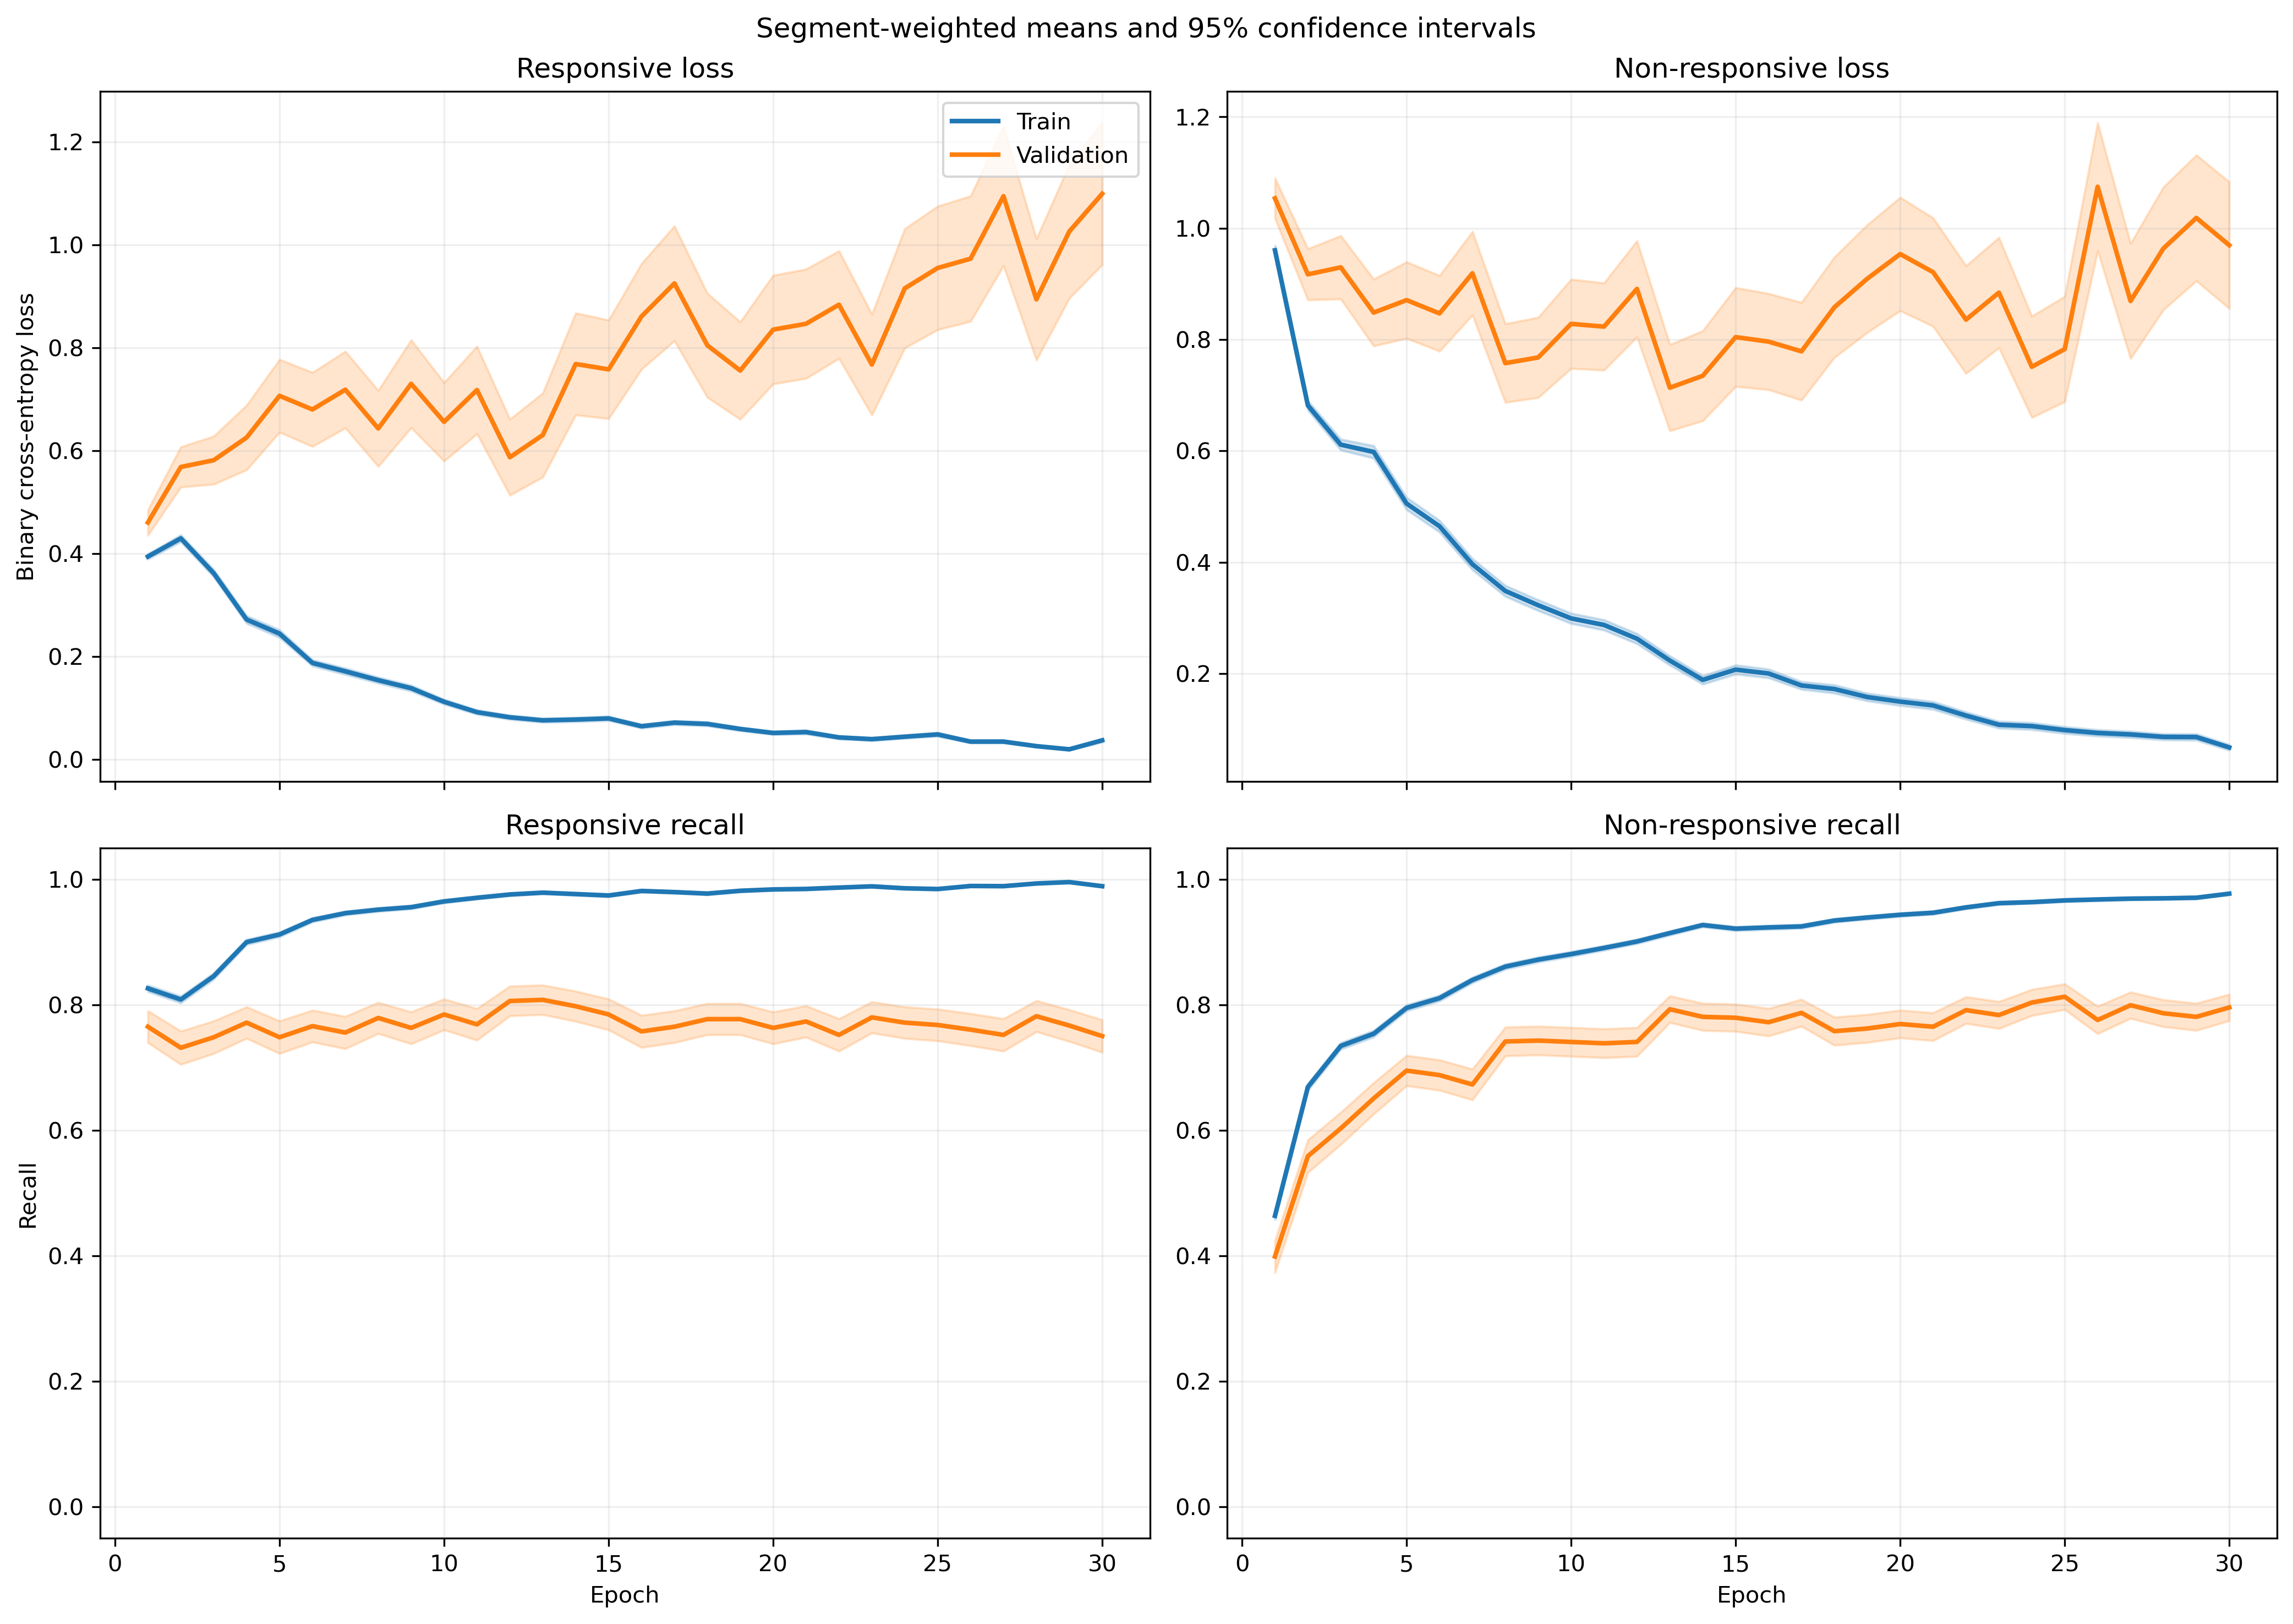 Segment-weighted means and 95% confidence intervals
Responsive loss
Non-responsive loss
Train
Validation
Binary cross-entropy loss
1.2
1.0
0.8
0.6
0.4
0.2
0.0
1.2
1.0
0.8
0.6
0.4
0.2
Responsive recall
Non-responsive recall
Recall
1.0
0.8
0.6
0.4
0.2
0.0
1.0
0.8
0.6
0.4
0.2
0.0
0 5 10 15 20 25 30
0 5 10 15 20 25 30
Epoch
Epoch